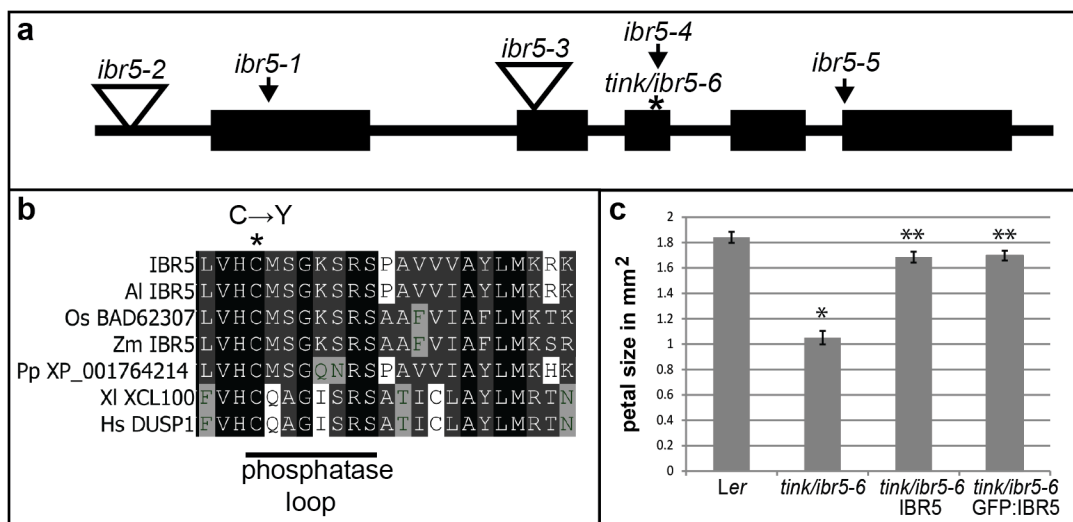 a
ibr5-2
ibr5-1
ibr5-3
ibr5-4
tink/ibr5-6
*
ibr5-5
b
C→Y
*
IBR5 LVHCMSGKSRSPAVVVAYLMKRK
Al IBR5 LVHCMSGKSRSPAVVIAYLMKRK
Os BAD62307 LVHCMSGKSRSAAFVIAFLMKTK
Zm IBR5 LVHCMSGKSRSAAFVIAYLMKSR
Pp XP_001764214 LVHCMSGQNRSPAVVIAYLMKHK
Xl XCL100 FVHCQAGISRSATICLAYLMRTN
Hs DUSP1 FVHCQAGISRSATICLAYLMRTN
phosphatase
loop
c
petal size in mm²
2
1.8
1.6
1.4
1.2
1
0.8
0.6
0.4
0.2
0
*
**
**
Ler
tink/ibr5-6
tink/ibr5-6
IBR5
tink/ibr5-6
GFP:IBR5